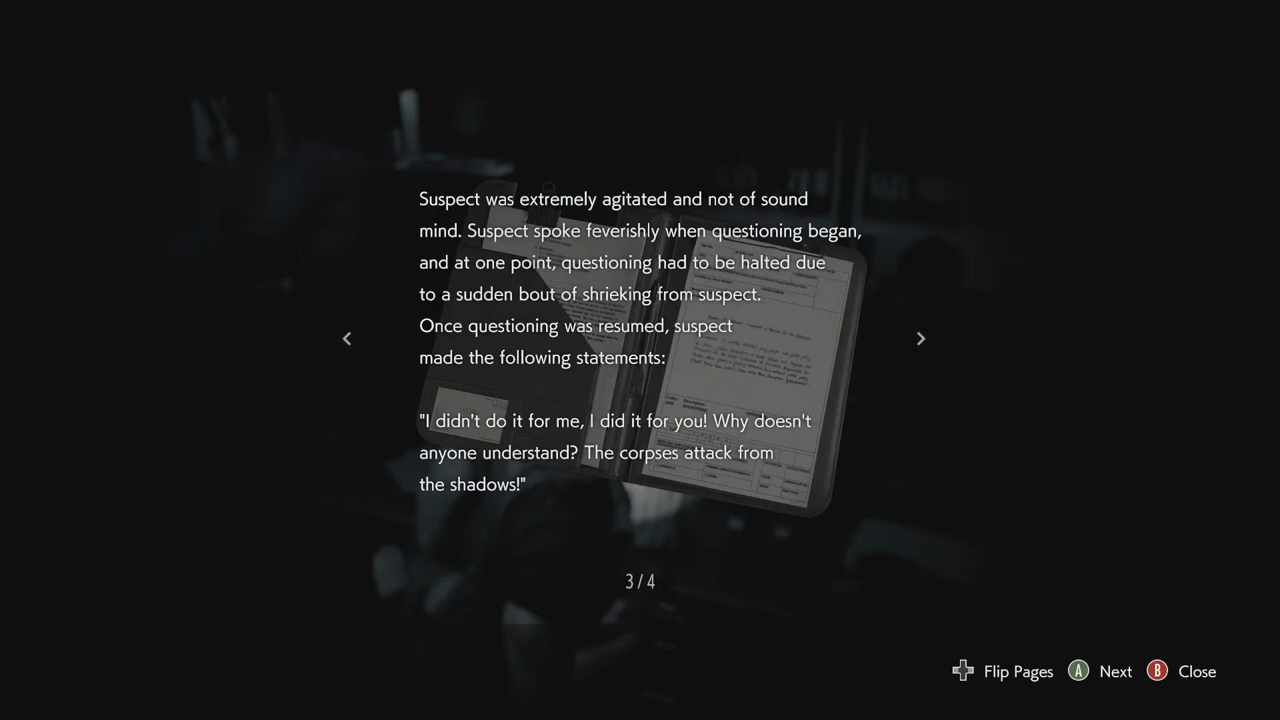 Suspect was extremely agitated and not of sound
mind. Suspect spoke feverishly when questioning began,
and at one point, questioning had to be halted due
to a sudden bout of shrieking from suspect.
Once questioning was resumed, suspect
made the following statements:
"I didn't do it for me, I did it for you! Why doesn't
anyone understand? The corpses attack from
the shadows!"
3 / 4
Flip Pages A Next B Close